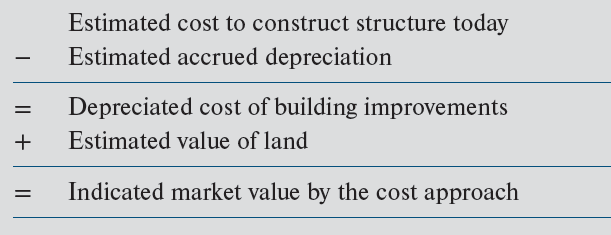 Estimated cost to construct structure today
− Estimated accrued depreciation
= Depreciated cost of building improvements
+ Estimated value of land
= Indicated market value by the cost approach